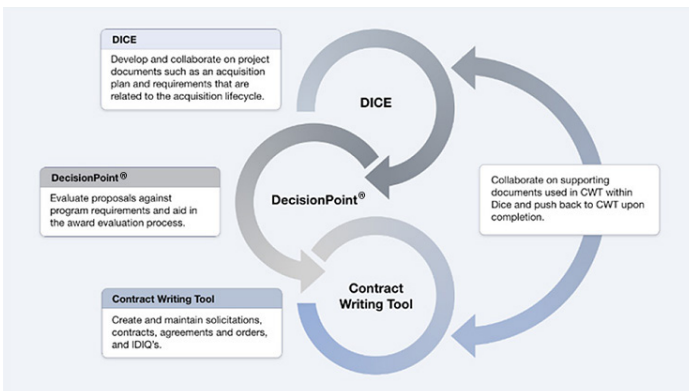 DICE
Develop and collaborate on project
documents such as an acquisition
plan and requirements that are
related to the acquisition lifecycle.
DICE
DecisionPoint®
Evaluate proposals against
program requirements and aid in
the award evaluation process.
DecisionPoint®
Collaborate on supporting
documents used in CWT within
Dice and push back to CWT upon
completion.
Contract Writing Tool
Create and maintain solicitations,
contracts, agreements and orders,
and IDIQ's.
Contract
Writing Tool